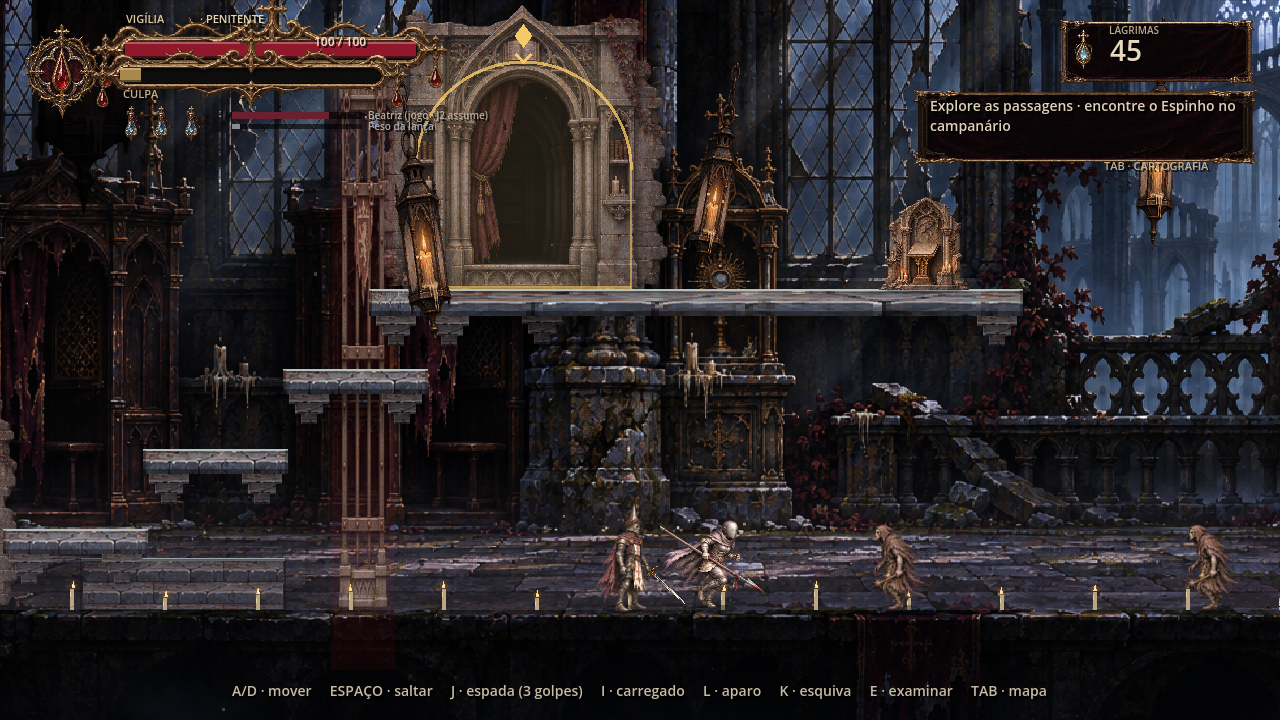 VIGÍLIA · PENITENTE
100 / 100
CULPA
Beatriz (jogo · J2 assume)
Peso da lança
LÁGRIMAS
45
Explore as passagens · encontre o Espinho no
campanário
TAB · CARTOGRAFIA
A/D · mover ESPAÇO · saltar J · espada (3 golpes) I · carregado L · aparo K · esquiva E · examinar TAB · mapa